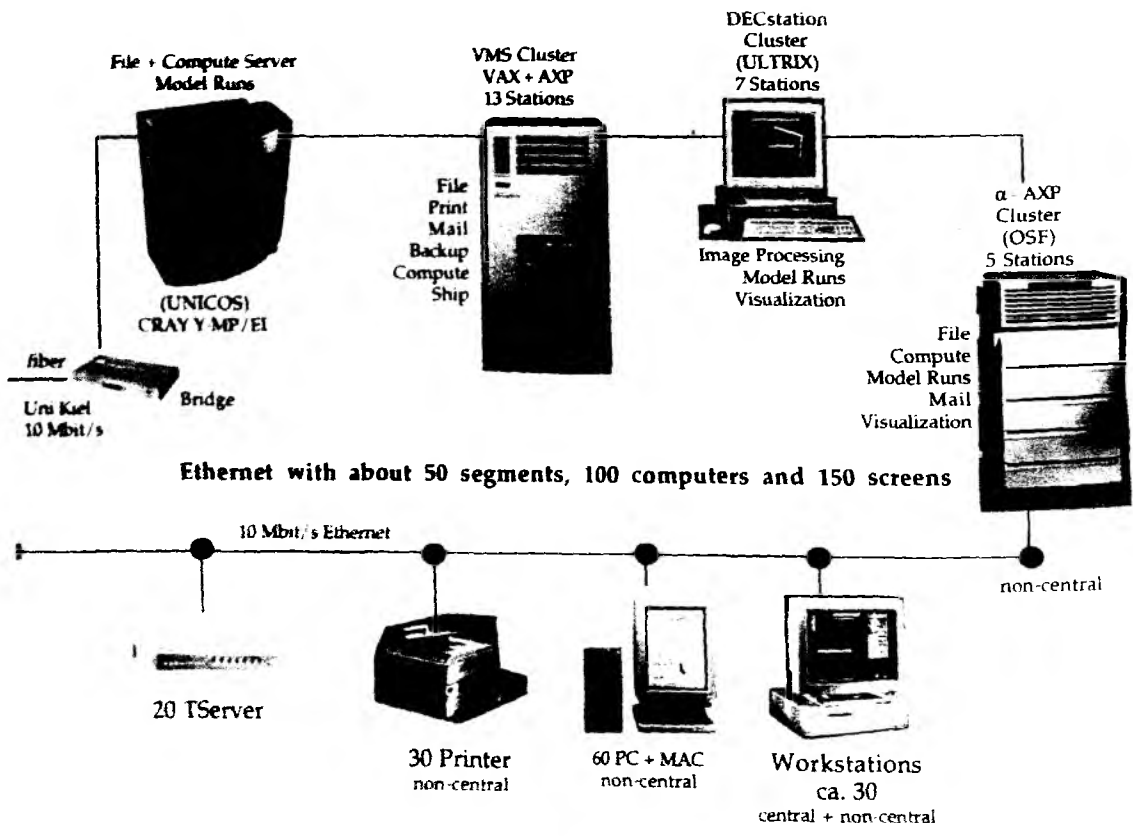 File + Compute Server
Model Runs
VMS Cluster
VAX + AXP
13 Stations
DECstation
Cluster
(ULTRIX)
7 Stations
α - AXP
Cluster
(OSF)
5 Stations
File
Print
Mail
Backup
Compute
Ship
Image Processing
Model Runs
Visualization
(UNICOS)
CRAY Y-MP/EI
File
Compute
Model Runs
Mail
Visualization
fiber
Uni Kiel
10 Mbit/s
Bridge
Ethernet with about 50 segments, 100 computers and 150 screens
10 Mbit/s Ethernet
non-central
20 TServer
30 Printer
non-central
60 PC + MAC
non-central
Workstations
ca. 30
central + non-central